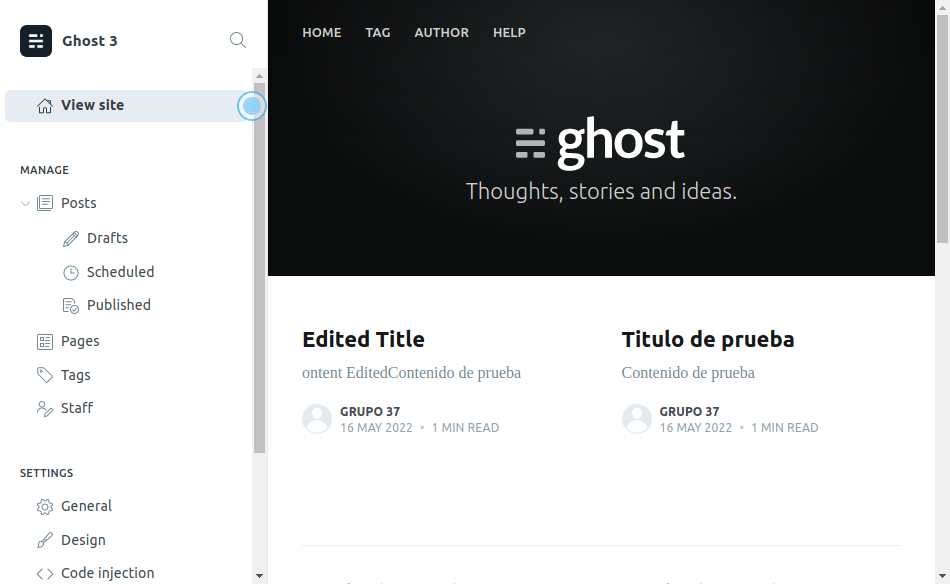 Ghost 3
View site
MANAGE
Posts
Drafts
Scheduled
Published
Pages
Tags
Staff
SETTINGS
General
Design
Code injection
HOME TAG AUTHOR HELP
ghost
Thoughts, stories and ideas.
Edited Title
ontent EditedContenido de prueba
GRUPO 37
16 MAY 2022 • 1 MIN READ
Titulo de prueba
Contenido de prueba
GRUPO 37
16 MAY 2022 • 1 MIN READ